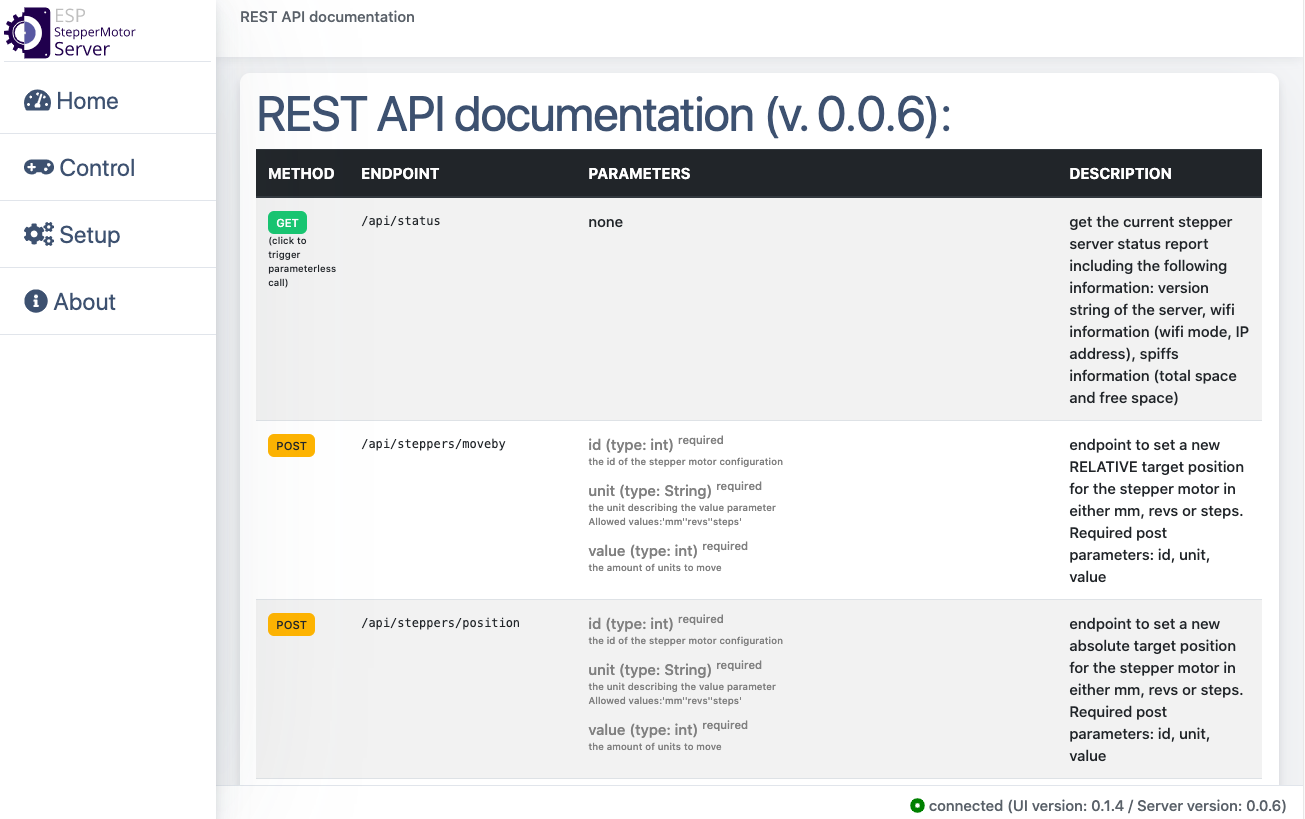 ESP
StepperMotor
Server
Home
Control
Setup
About
REST API documentation
REST API documentation (v. 0.0.6):
METHOD ENDPOINT PARAMETERS DESCRIPTION
GET
(click to
trigger
parameterless
call)
/api/status
none
get the current stepper
server status report
including the following
information: version
string of the server, wifi
information (wifi mode, IP
address), spiffs
information (total space
and free space)
POST
/api/steppers/moveby
id (type: int) required
the id of the stepper motor configuration
unit (type: String) required
the unit describing the value parameter
Allowed values:'mm''revs''steps'
value (type: int) required
the amount of units to move
endpoint to set a new
RELATIVE target position
for the stepper motor in
either mm, revs or steps.
Required post
parameters: id, unit,
value
POST
/api/steppers/position
id (type: int) required
the id of the stepper motor configuration
unit (type: String) required
the unit describing the value parameter
Allowed values:'mm''revs''steps'
value (type: int) required
the amount of units to move
endpoint to set a new
absolute target position
for the stepper motor in
either mm, revs or steps.
Required post
parameters: id, unit,
value
connected (UI version: 0.1.4 / Server version: 0.0.6)